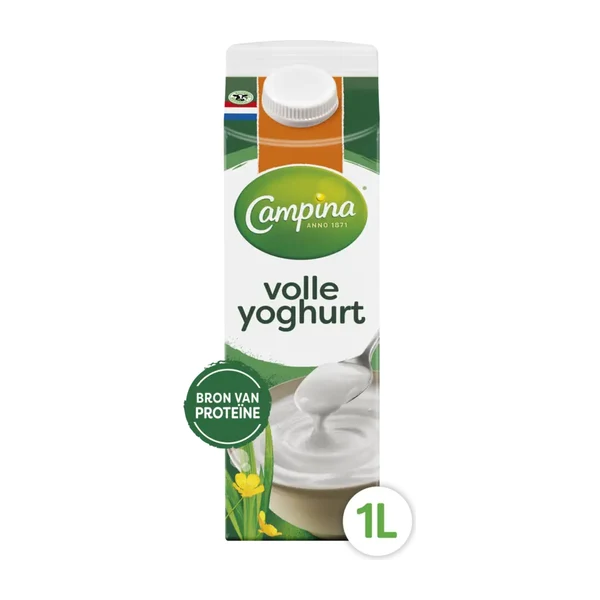 Campina
ANNO 1871
volle
yoghurt
BRON VAN
PROTEÏNE
1L